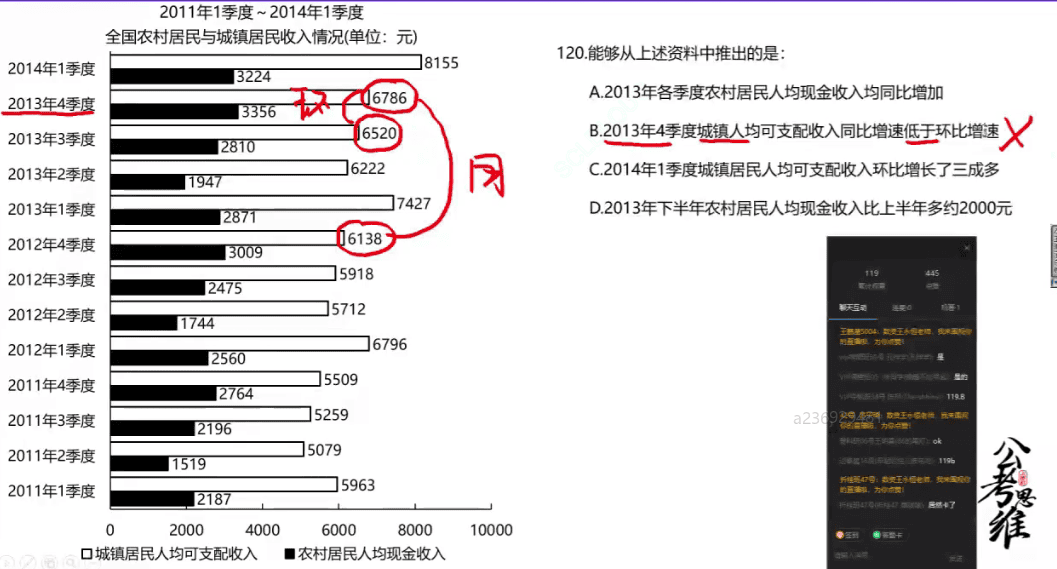 2011年1季度～2014年1季度
全国农村居民与城镇居民收入情况(单位：元)
2014年1季度 8155
3224
2013年4季度 6786
3356
环
2013年3季度 6520
2810
2013年2季度 6222
1947
同
2013年1季度 7427
2871
2012年4季度 6138
3009
2012年3季度 5918
2475
2012年2季度 5712
1744
2012年1季度 6796
2560
2011年4季度 5509
2764
2011年3季度 5259
2196
2011年2季度 5079
1519
2011年1季度 5963
2187
0 2000 4000 6000 8000 10000
城镇居民人均可支配收入 农村居民人均现金收入
120.能够从上述资料中推出的是：
A.2013年各季度农村居民人均现金收入均同比增加
B.2013年4季度城镇人均可支配收入同比增速低于环比增速
C.2014年1季度城镇居民人均可支配收入环比增长了三成多
D.2013年下半年农村居民人均现金收入比上半年多约2000元
119 445
聊天互动
是
是的
119.8
ok
119b
居然卡了
签到 答题卡
公考思维